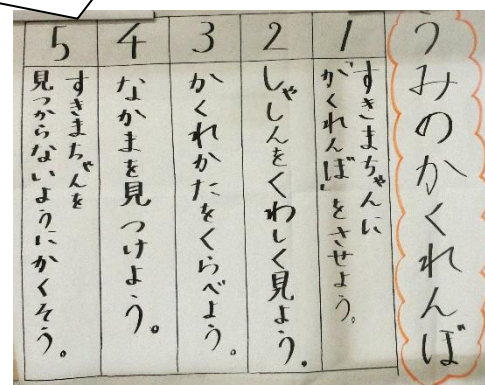 うみのかくれんぼ
1
すきまちゃんに
「かくれんぼ」をさせよう。
2
しゃしんをくわしく見よう。
3
かくれかたをくらべよう。
4
なかまを見つけよう。
5
すきまちゃんを
見つからないようにかくそう。